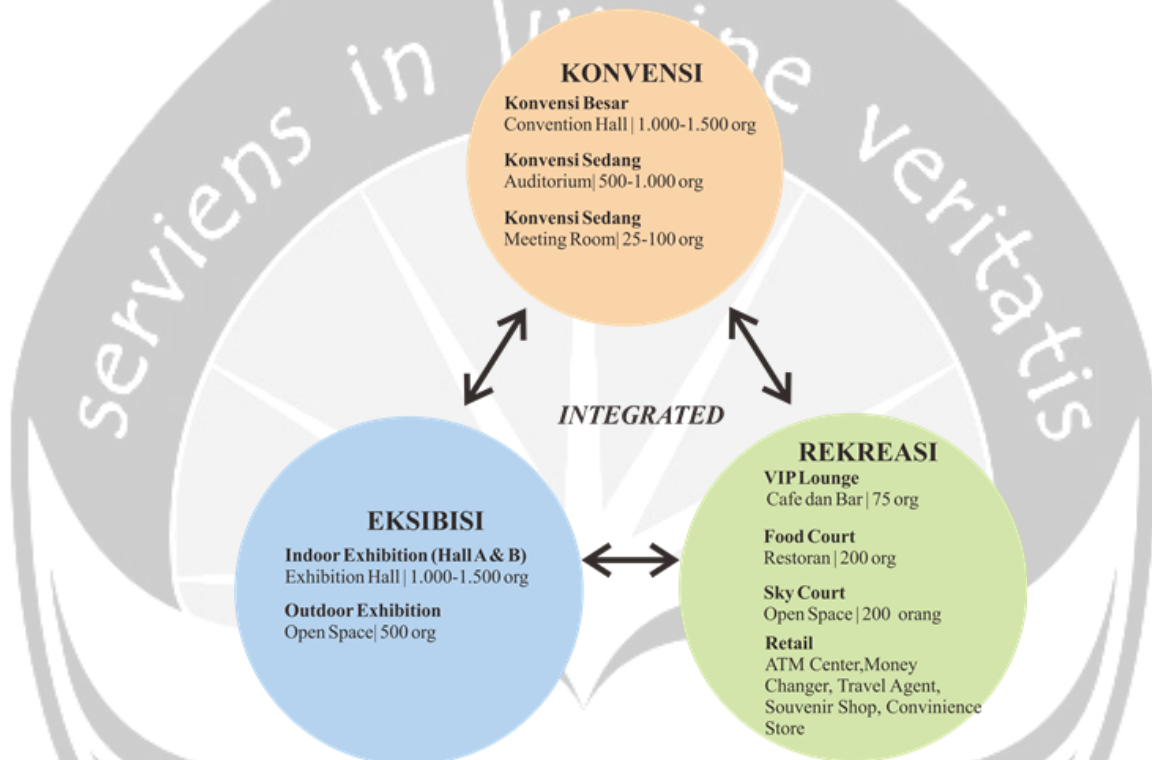 serviens in lumine veritatis
KONVENSI
Konvensi Besar
Convention Hall | 1.000-1.500 org
Konvensi Sedang
Auditorium| 500-1.000 org
Konvensi Sedang
Meeting Room| 25-100 org
INTEGRATED
EKSIBISI
Indoor Exhibition (Hall A & B)
Exhibition Hall | 1.000-1.500 org
Outdoor Exhibition
Open Space| 500 org
REKREASI
VIP Lounge
Cafe dan Bar | 75 org
Food Court
Restoran | 200 org
Sky Court
Open Space | 200 orang
Retail
ATM Center,Money
Changer, Travel Agent,
Souvenir Shop, Convinience
Store